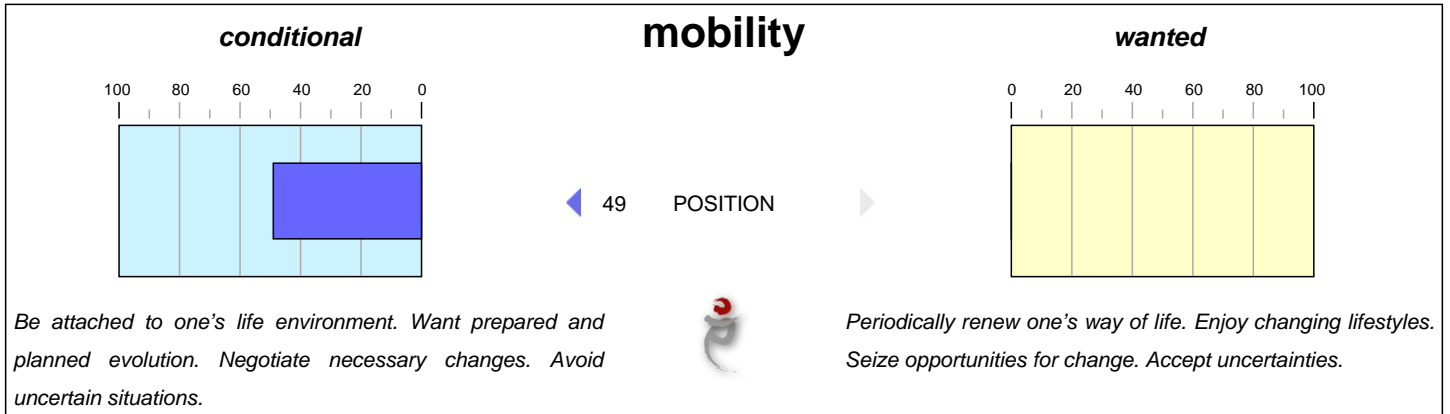 mobility
conditional
wanted
100 80 60 40 20 0
0 20 40 60 80 100
49 POSITION
Be attached to one's life environment. Want prepared and
planned evolution. Negotiate necessary changes. Avoid
uncertain situations.
Periodically renew one's way of life. Enjoy changing lifestyles.
Seize opportunities for change. Accept uncertainties.